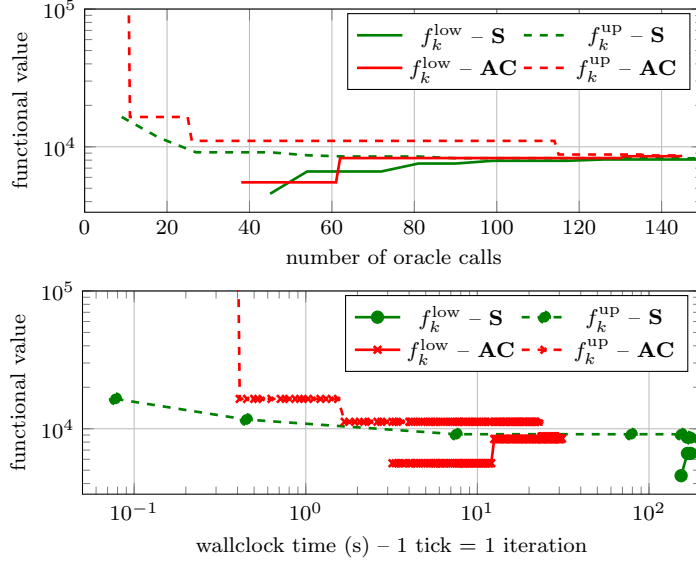 10^5
10^4
functional value
f_k^low – S
f_k^up – S
f_k^low – AC
f_k^up – AC
0 20 40 60 80 100 120 140
number of oracle calls
10^5
10^4
functional value
f_k^low – S
f_k^up – S
f_k^low – AC
f_k^up – AC
10^−1 10^0 10^1 10^2
wallclock time (s) – 1 tick = 1 iteration